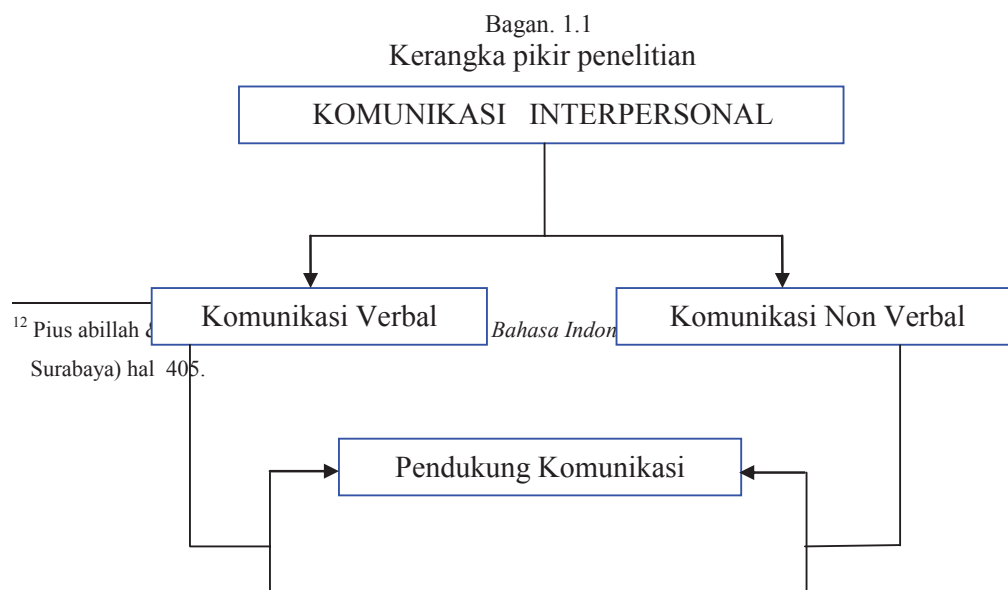 Bagan. 1.1
Kerangka pikir penelitian
KOMUNIKASI INTERPERSONAL
Komunikasi Verbal
Komunikasi Non Verbal
12 Pius abillah Bahasa Indon
Surabaya) hal 405.
Pendukung Komunikasi